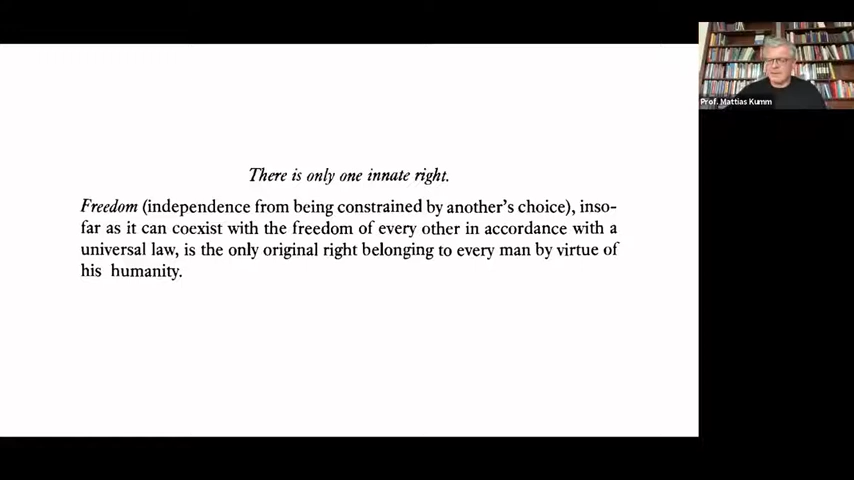 There is only one innate right.
Freedom (independence from being constrained by another's choice), inso-
far as it can coexist with the freedom of every other in accordance with a
universal law, is the only original right belonging to every man by virtue of
his humanity.
Prof. Mattias Kumm